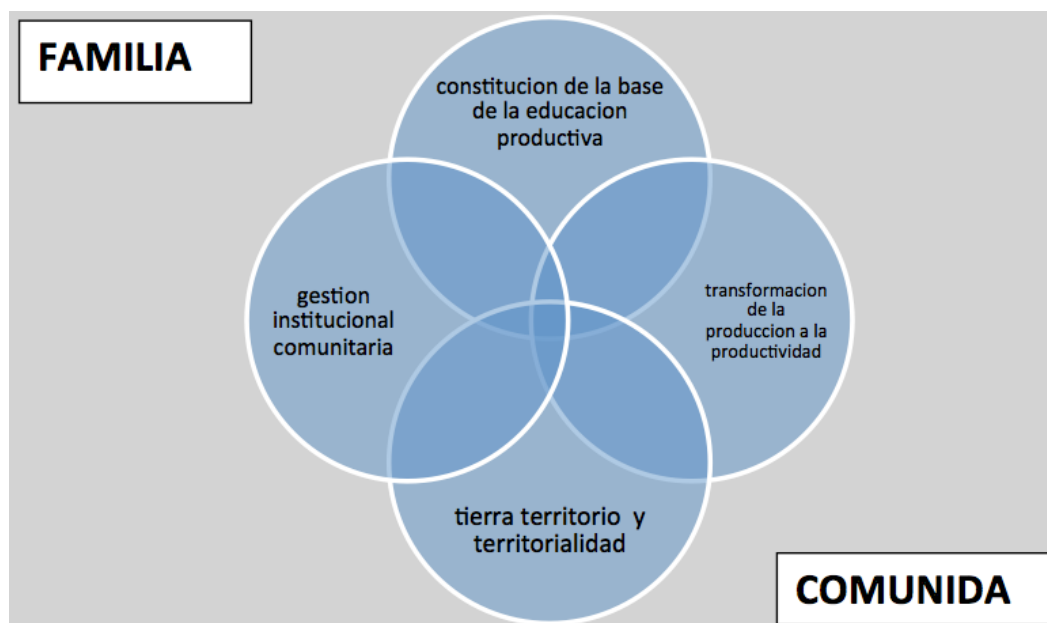 FAMILIA
constitucion de la base
de la educacion
productiva
gestion
institucional
comunitaria
transformacion
de la
produccion a la
productividad
tierra territorio y
territorialidad
COMUNIDA